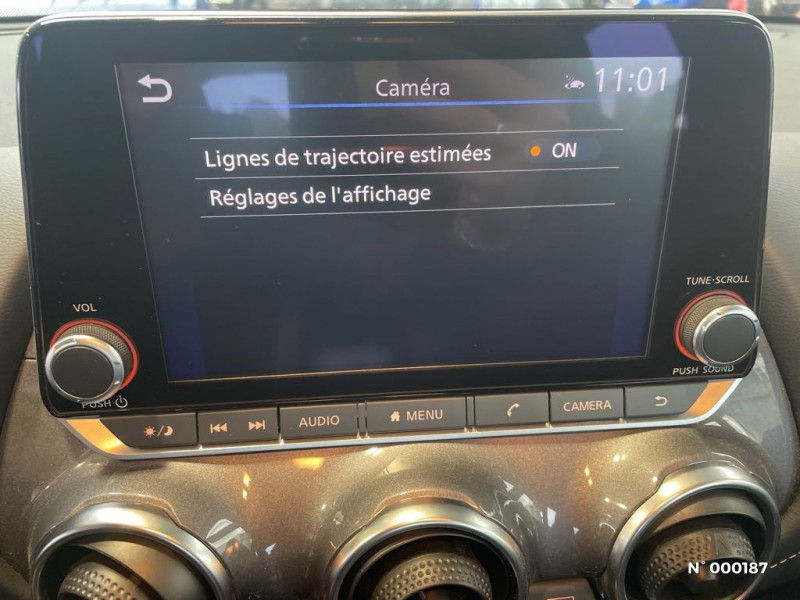 Caméra
11:01
Lignes de trajectoire estimées ON
Réglages de l'affichage
VOL
PUSH
TUNE·SCROLL
PUSH SOUND
AUDIO
MENU
CAMERA
N° 000187